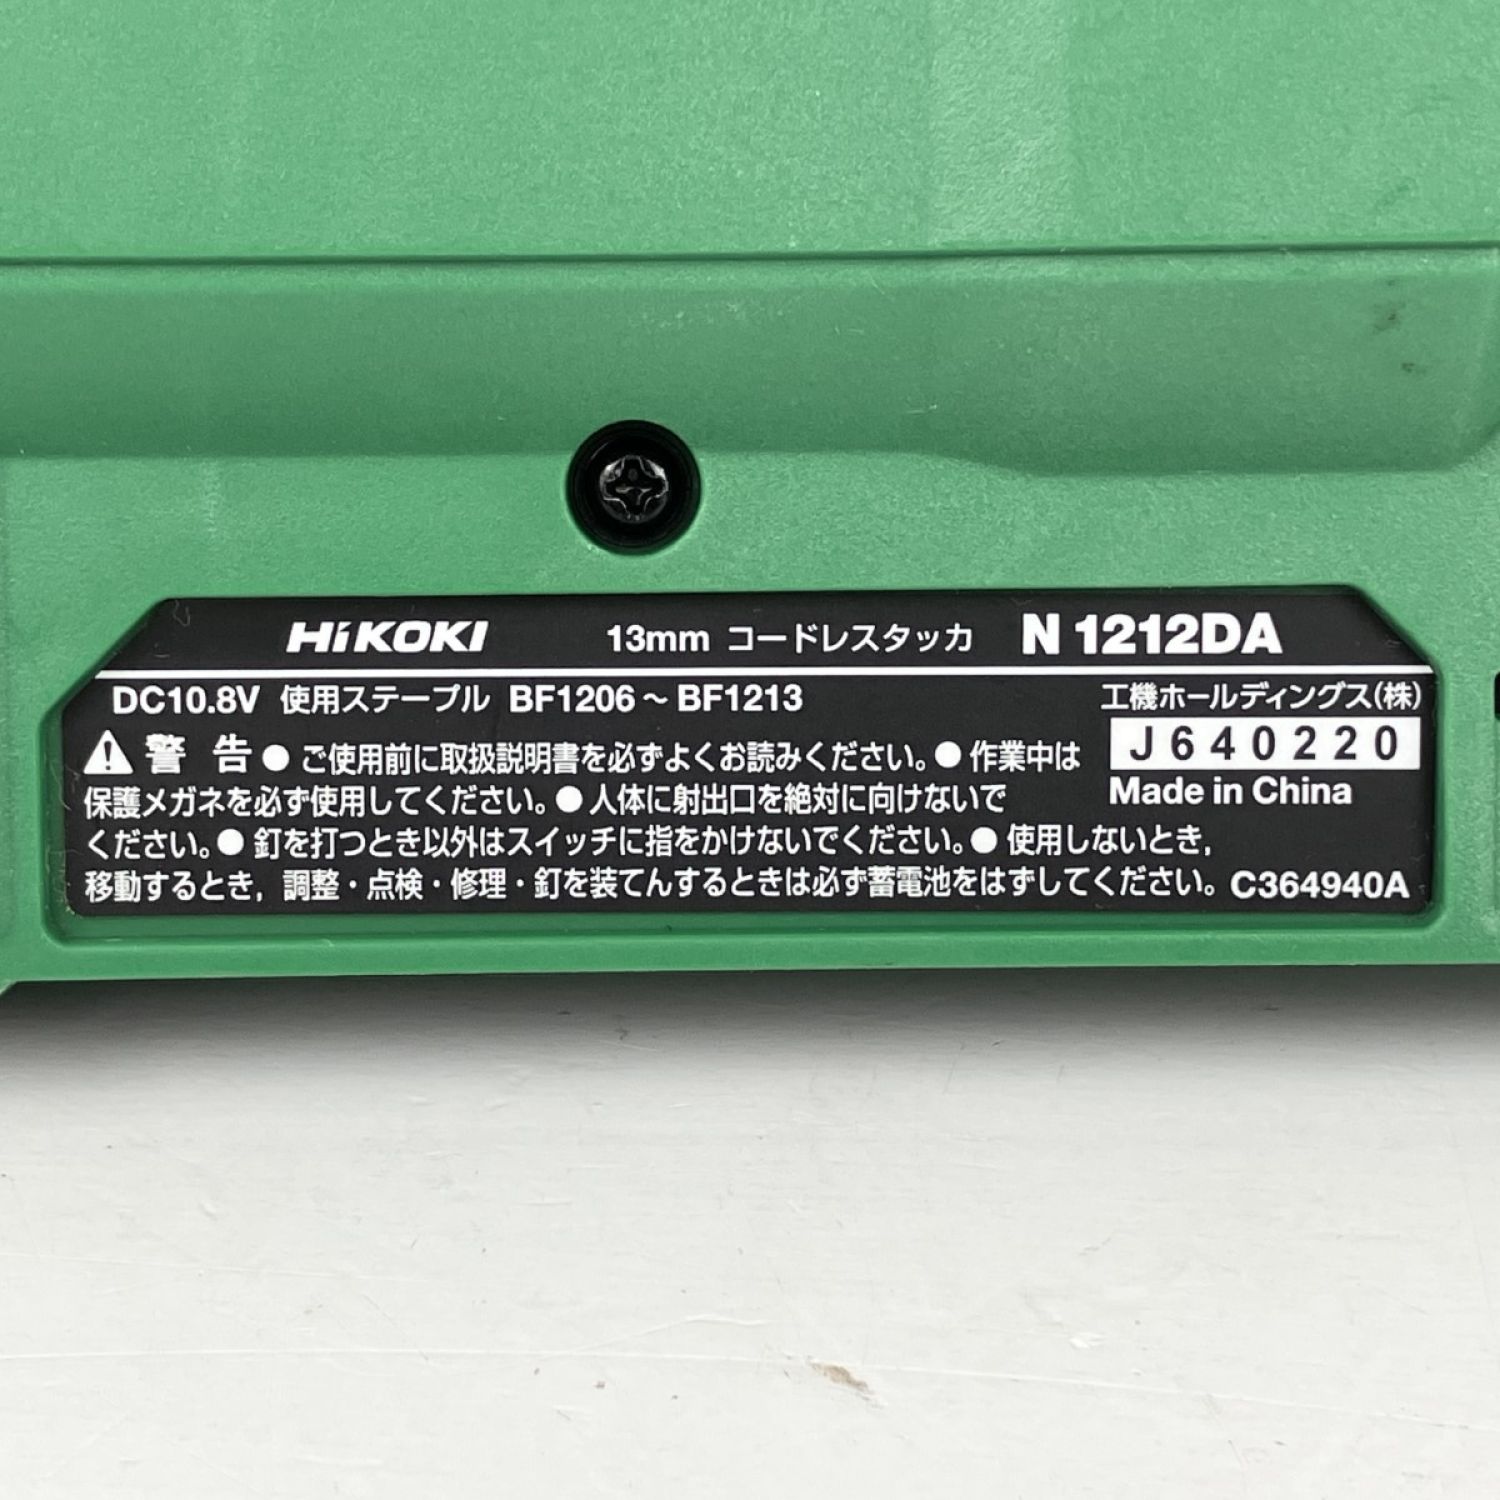 HiKOKI 13mm コードレスタッカ N 1212DA
DC10.8V 使用ステープル BF1206～BF1213 工機ホールディングス(株)
J640220
Made in China
⚠警告●ご使用前に取扱説明書を必ずよくお読みください。●作業中は
保護メガネを必ず使用してください。●人体に射出口を絶対に向けないで
ください。●釘を打つとき以外はスイッチに指をかけないでください。●使用しないとき,
移動するとき,調整・点検・修理・釘を装てんするときは必ず蓄電池をはずしてください。 C364940A